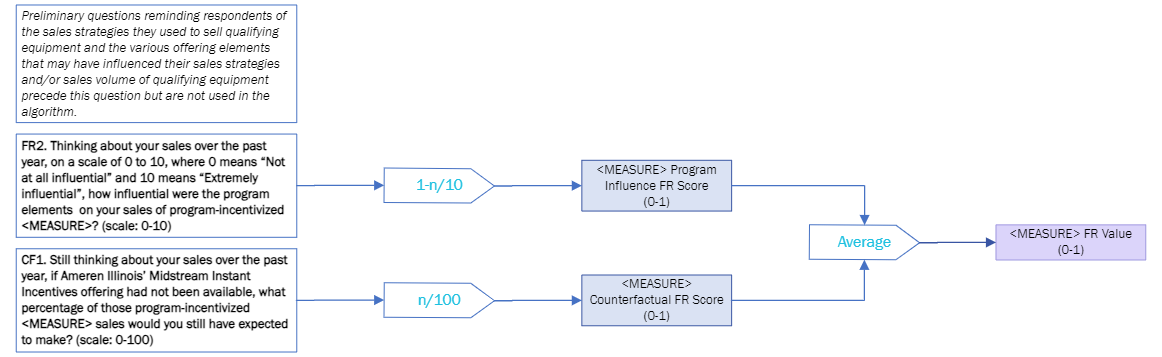 Preliminary questions reminding respondents of
the sales strategies they used to sell qualifying
equipment and the various offering elements
that may have influenced their sales strategies
and/or sales volume of qualifying equipment
precede this question but are not used in the
algorithm.
FR2. Thinking about your sales over the past
year, on a scale of 0 to 10, where 0 means “Not
at all influential” and 10 means “Extremely
influential”, how influential were the program
elements on your sales of program-incentivized
<MEASURE>? (scale: 0-10)
1-n/10
<MEASURE> Program
Influence FR Score
(0-1)
Average
<MEASURE> FR Value
(0-1)
CF1. Still thinking about your sales over the past
year, if Ameren Illinois’ Midstream Instant
Incentives offering had not been available, what
percentage of those program-incentivized
<MEASURE> sales would you still have expected
to make? (scale: 0-100)
n/100
<MEASURE>
Counterfactual FR Score
(0-1)